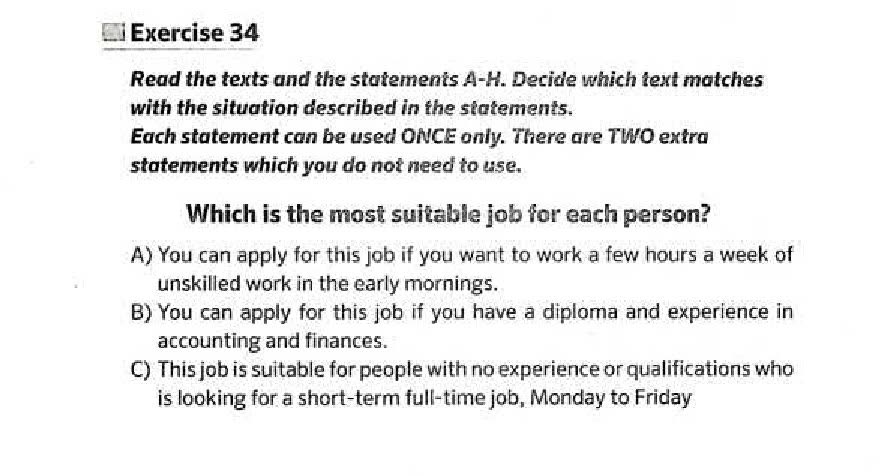 Exercise 34
Read the texts and the statements A-H. Decide which text matches
with the situation described in the statements.
Each statement can be used ONCE only. There are TWO extra
statements which you do not need to use.
Which is the most suitable job for each person?
A) You can apply for this job if you want to work a few hours a week of
unskilled work in the early mornings.
B) You can apply for this job if you have a diploma and experience in
accounting and finances.
C) This job is suitable for people with no experience or qualifications who
is looking for a short-term full-time job, Monday to Friday